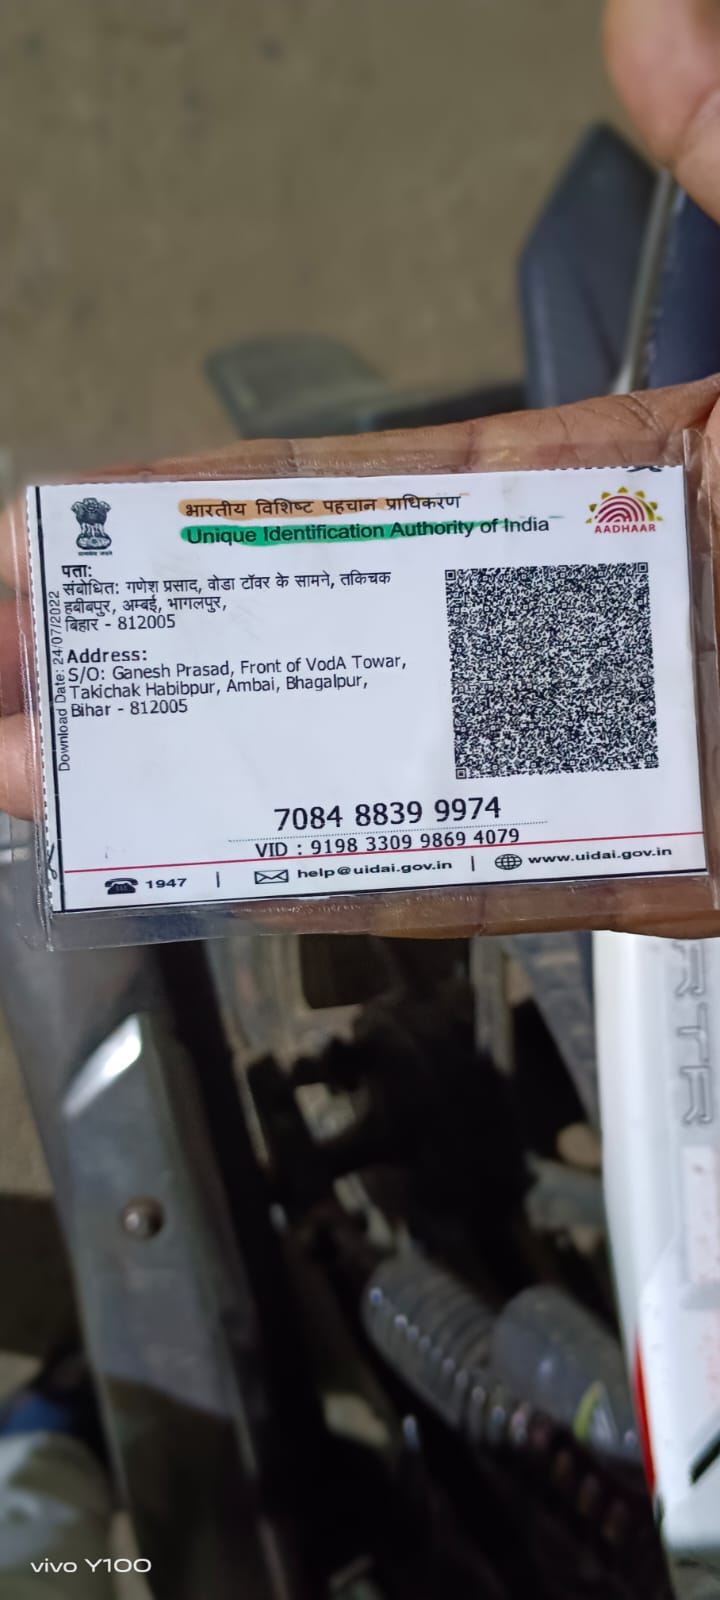 भारतीय विशिष्ट पहचान प्राधिकरण
Unique Identification Authority of India
AADHAAR
पता:
संबोधित: गणेश प्रसाद, वोडा टॉवर के सामने, तकिचक
हबीबपुर, अम्बई, भागलपुर,
बिहार - 812005
Address:
S/O: Ganesh Prasad, Front of VodA Towar,
Takichak Habibpur, Ambai, Bhagalpur,
Bihar - 812005
Download Date: 24/07/2022
7084 8839 9974
VID : 9198 3309 9869 4079
1947 | help@uidai.gov.in | www.uidai.gov.in
RTR
vivo Y100